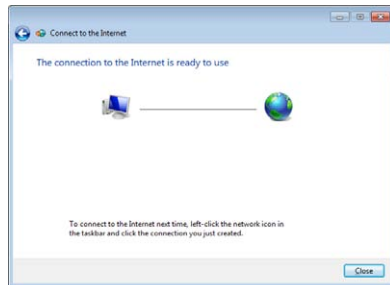 Connect to the Internet
The connection to the Internet is ready to use
To connect to the Internet next time, left-click the network icon in
the taskbar and click the connection you just created.
Close